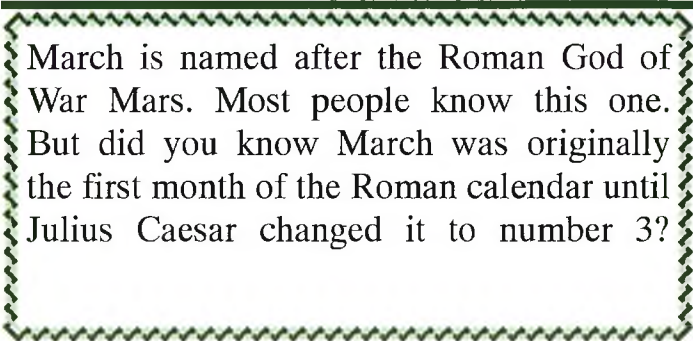 March is named after the Roman God of
War Mars. Most people know this one.
But did you know March was originally
the first month of the Roman calendar until
Julius Caesar changed it to number 3?